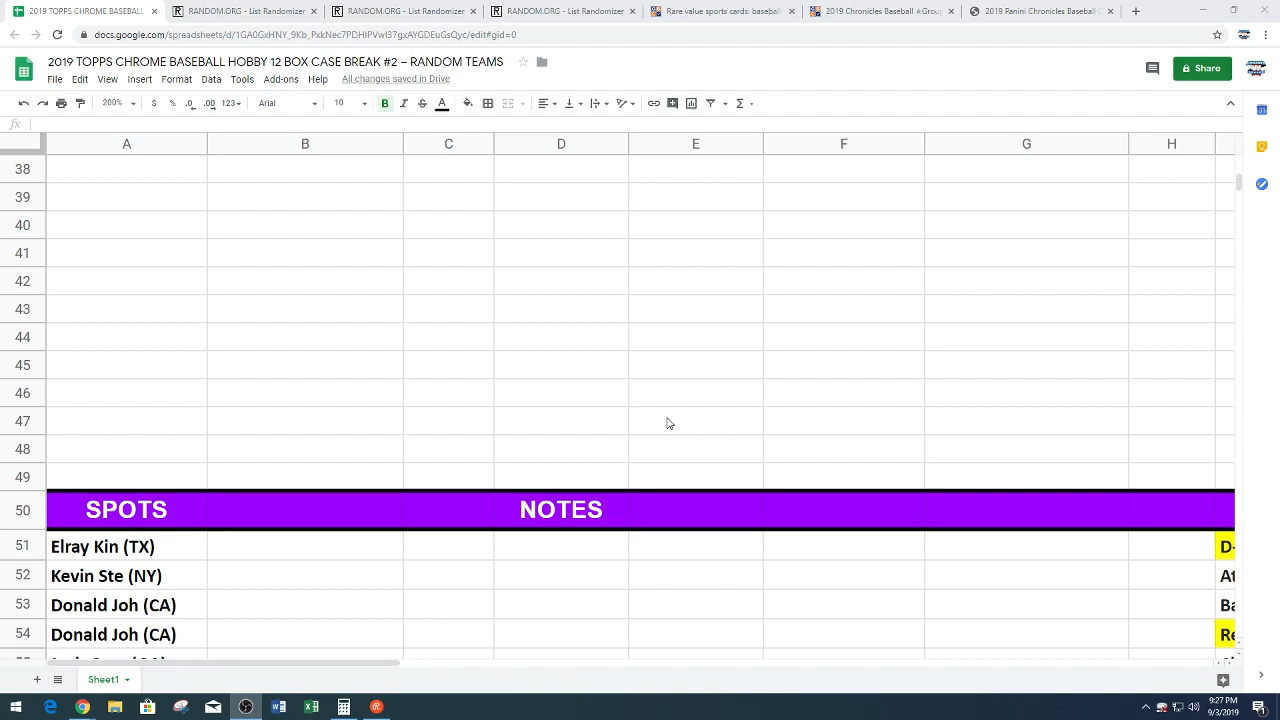 2019 TOPPS CHROME BASEBALL
RANDOM.ORG - List Randomizer
RANDOM.ORG - List Randomizer
RANDOM.ORG - List Randomizer
Rare value sports cards: baseball
2019 Chronicles Baseball ★Grou
2019 Panini Chronicles Baseball
docs.google.com/spreadsheets/d/1GA0GxHNY_9Kb_PxkNec7PDHIPVwI37gxAYGDEuGsQyc/edit#gid=0
2019 TOPPS CHROME BASEBALL HOBBY 12 BOX CASE BREAK #2 – RANDOM TEAMS
File Edit View Insert Format Data Tools Add-ons Help All changes saved in Drive
Share
200% $ % .0 .00 123 Arial 10 B I S A
fx
A B C D E F G H
38
39
40
41
42
43
44
45
46
47
48
49
50 SPOTS NOTES
51 Elray Kin (TX) D-
52 Kevin Ste (NY) At
53 Donald Joh (CA) Ba
54 Donald Joh (CA) Re
Sheet1
9:27 PM
9/3/2019